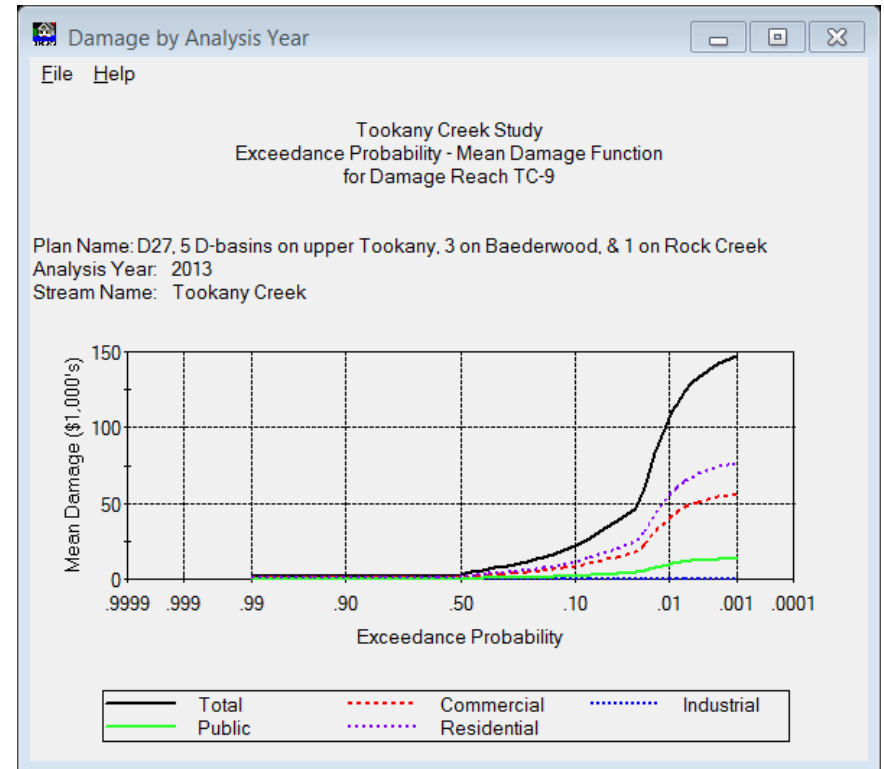 Damage by Analysis Year
File Help
Tookany Creek Study
Exceedance Probability - Mean Damage Function
for Damage Reach TC-9
Plan Name: D27, 5 D-basins on upper Tookany, 3 on Baederwood, & 1 on Rock Creek
Analysis Year: 2013
Stream Name: Tookany Creek
Mean Damage ($1,000's)
150
100
50
0
.9999 .999 .99 .90 .50 .10 .01 .001 .0001
Exceedance Probability
Total Commercial Industrial
Public Residential